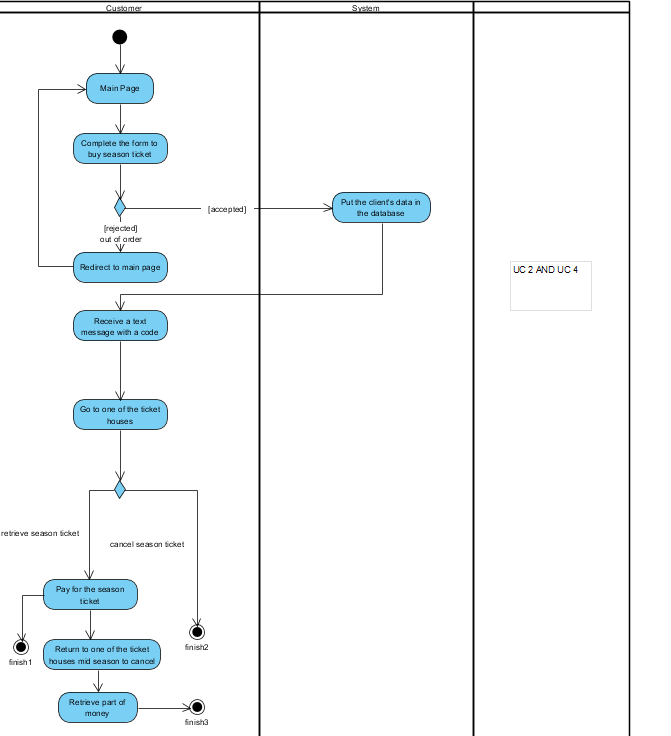 Customer
System
Main Page
Complete the form to
buy season ticket
[accepted]
Put the client's data in
the database
[rejected]
out of order
Redirect to main page
UC 2 AND UC 4
Receive a text
message with a code
Go to one of the ticket
houses
retrieve season ticket
cancel season ticket
Pay for the season
ticket
finish1
finish2
Return to one of the ticket
houses mid season to cancel
Retrieve part of
money
finish3